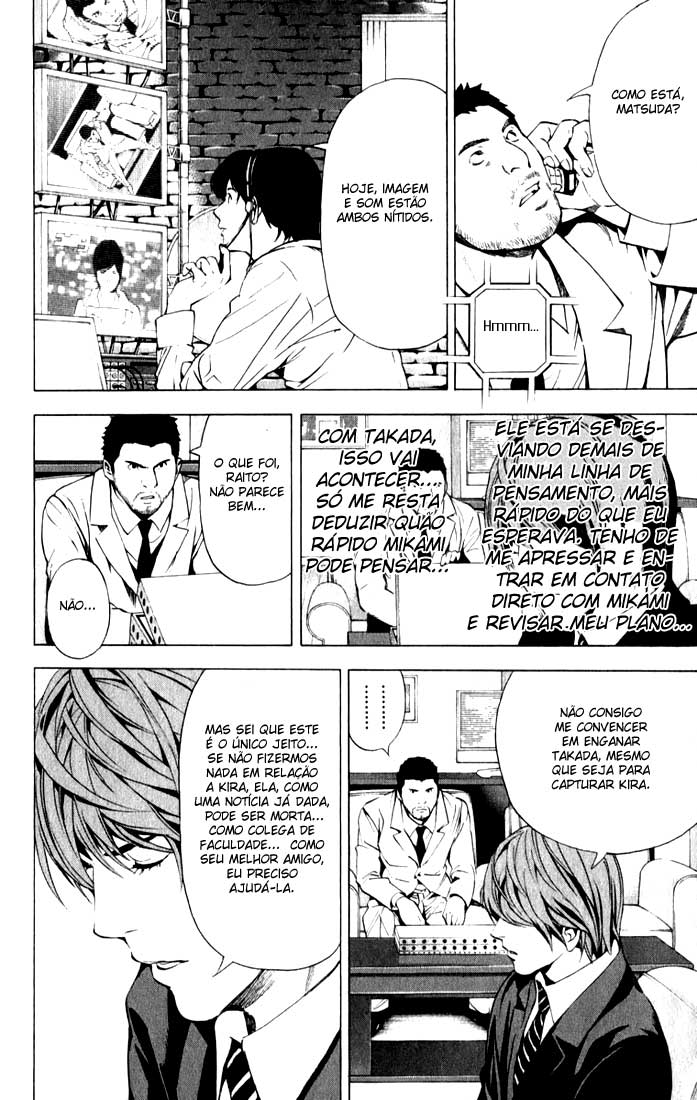 COMO ESTÁ,
MATSUDA?
Hmmm...
HOJE, IMAGEM
E SOM ESTÃO
AMBOS NÍTIDOS.
ELE ESTÁ SE DES-
VIANDO DEMAIS DE
MINHA LINHA DE
PENSAMENTO, MAIS
RÁPIDO DO QUE EU
ESPERAVA. TENHO DE
ME APRESSAR E EN-
TRAR EM CONTATO
DIRETO COM MIKAMI
E REVISAR MEU PLANO...
COM TAKADA,
ISSO VAI
ACONTECER...
SÓ ME RESTA
DEDUZIR QUÃO
RÁPIDO MIKAMI
PODE PENSAR...
O QUE FOI,
RAITO?
NÃO PARECE
BEM...
NÃO...
NÃO CONSIGO
ME CONVENCER
EM ENGANAR
TAKADA, MESMO
QUE SEJA PARA
CAPTURAR KIRA.
......
MAS SEI QUE ESTE
É O ÚNICO JEITO...
SE NÃO FIZERMOS
NADA EM RELAÇÃO
A KIRA, ELA, COMO
UMA NOTÍCIA JÁ DADA,
PODE SER MORTA...
COMO COLEGA DE
FACULDADE... COMO
SEU MELHOR AMIGO,
EU PRECISO
AJUDÁ-LA.